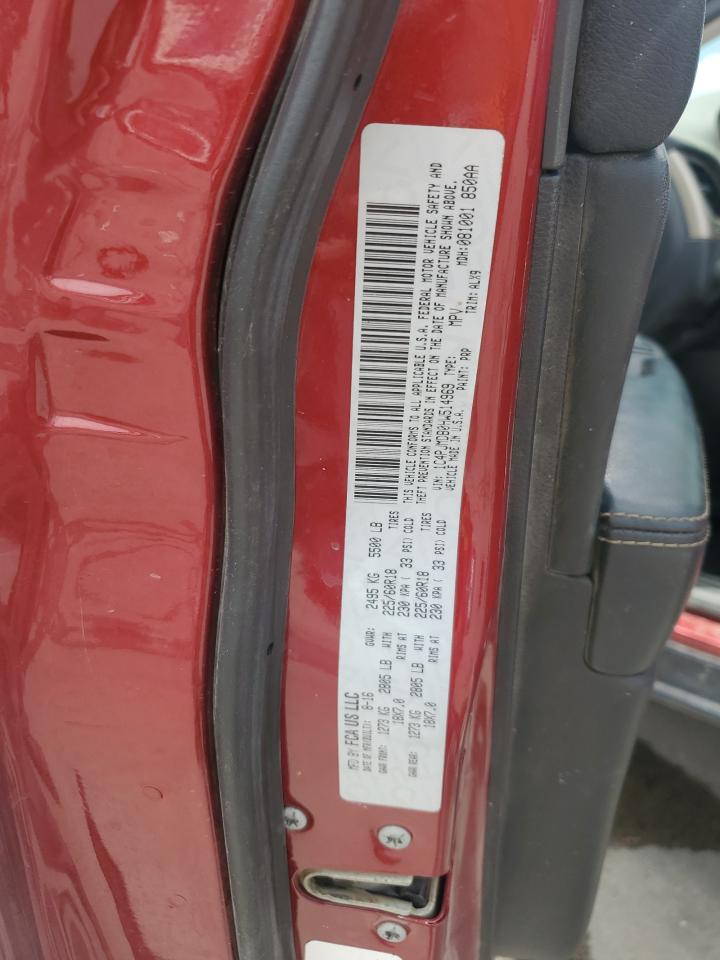 MFD BY FCA US LLC
DATE OF MFR(BUILT): 8-16 GVWR: 2495 KG 5500 LB
GAWR FRONT: 1273 KG 2805 LB WITH 225/60R18 TIRES
18X7.0 RIMS AT 230 KPA ( 33 PSI) COLD
GAWR REAR: 1273 KG 2805 LB WITH 225/60R18 TIRES
18X7.0 RIMS AT 230 KPA ( 33 PSI) COLD
THIS VEHICLE CONFORMS TO ALL APPLICABLE U.S.A. FEDERAL MOTOR VEHICLE SAFETY AND
THEFT PREVENTION STANDARDS IN EFFECT ON THE DATE OF MANUFACTURE SHOWN ABOVE.
VIN: 1C4PJMDB0HW514969 TYPE: MPV MDH:081001 850AA
VEHICLE MADE IN U.S.A. PAINT: PRP TRIM: ALX9